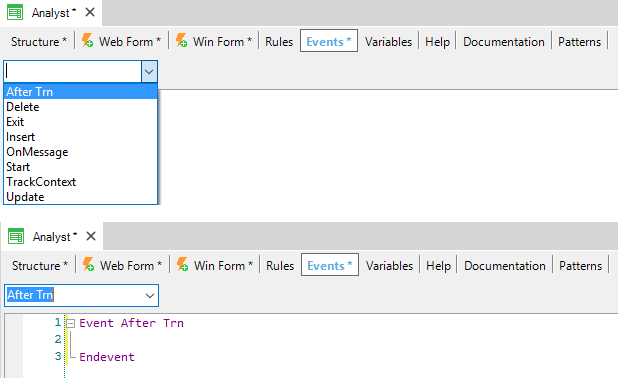 Analyst *
Structure * Web Form * Win Form * Rules Events * Variables Help Documentation Patterns
After Trn
Delete
Exit
Insert
OnMessage
Start
TrackContext
Update
Analyst *
Structure * Web Form * Win Form * Rules Events * Variables Help Documentation Patterns
After Trn
1 Event After Trn
2
3 Endevent